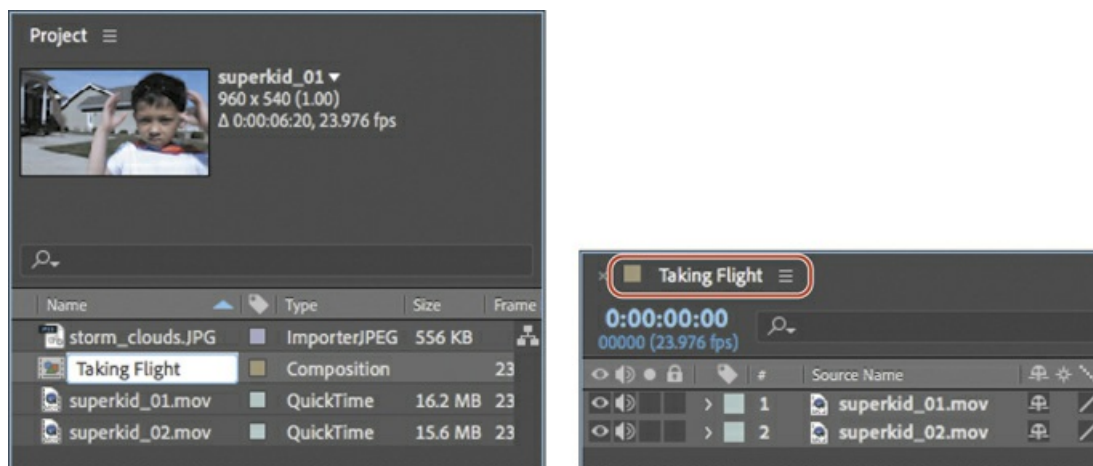 Project
superkid_01
960 x 540 (1.00)
Δ 0:00:06:20, 23.976 fps
Name Type Size Frame
storm_clouds.JPG ImporterJPEG 556 KB
Taking Flight Composition 23
superkid_01.mov QuickTime 16.2 MB 23
superkid_02.mov QuickTime 15.6 MB 23
Taking Flight
0:00:00:00
00000 (23.976 fps)
# Source Name
1 superkid_01.mov
2 superkid_02.mov